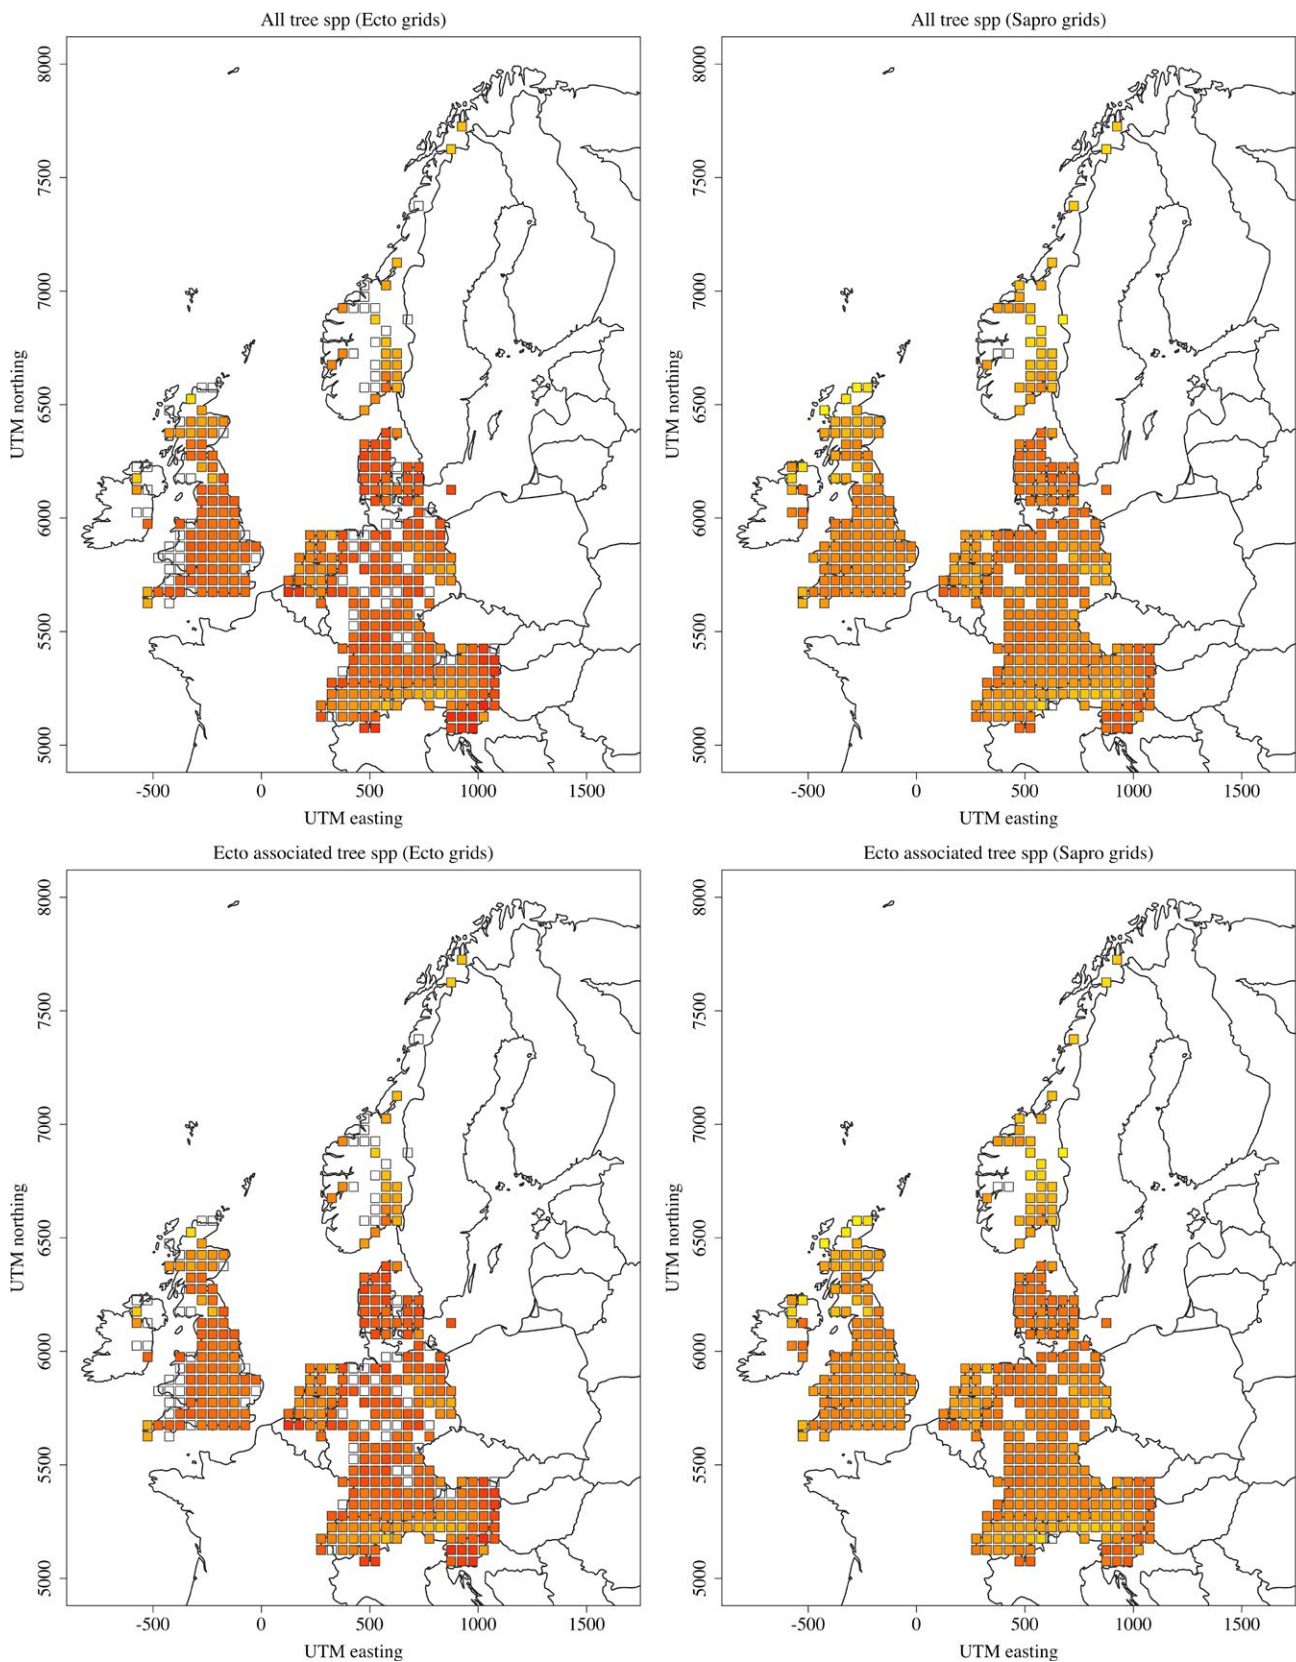 All tree spp (Ecto grids)
All tree spp (Sapro grids)
8000
7500
7000
6500
6000
5500
5000
UTM northing
-500 0 500 1000 1500
UTM easting
8000
7500
7000
6500
6000
5500
5000
UTM northing
-500 0 500 1000 1500
UTM easting
Ecto associated tree spp (Ecto grids)
Ecto associated tree spp (Sapro grids)
8000
7500
7000
6500
6000
5500
5000
UTM northing
-500 0 500 1000 1500
UTM easting
8000
7500
7000
6500
6000
5500
5000
UTM northing
-500 0 500 1000 1500
UTM easting